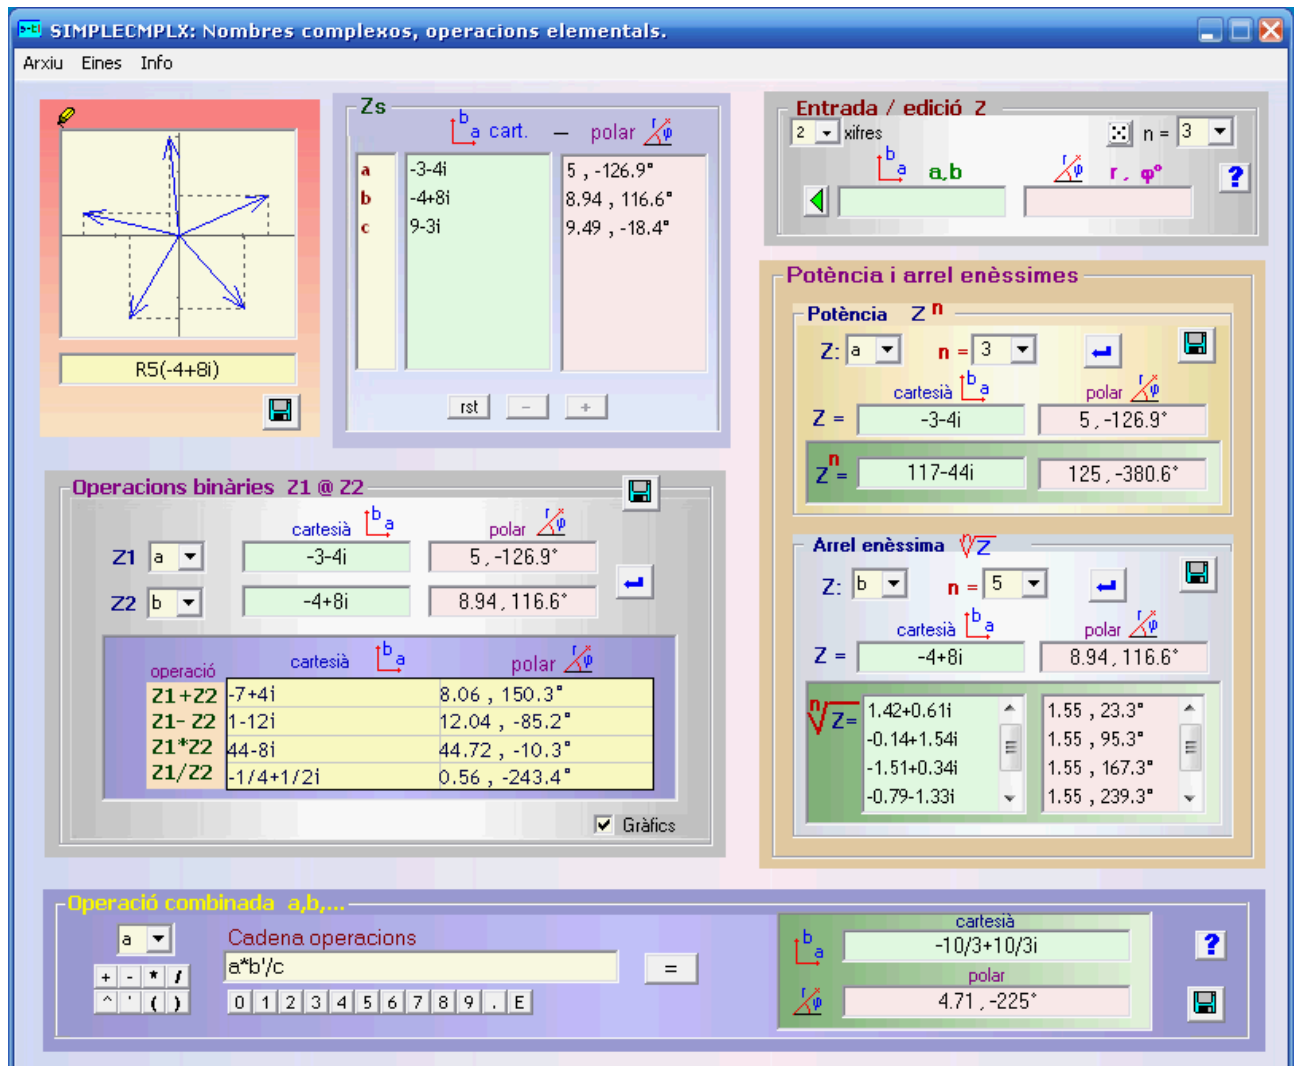 SIMPLECMPLX: Nombres complexos, operacions elementals.
Arxiu Eines Info
R5(-4+8i)
Zs
b a cart. – polar r φ
a -3-4i 5 , -126.9°
b -4+8i 8.94 , 116.6°
c 9-3i 9.49 , -18.4°
rst - +
Entrada / edició Z
2 xifres n = 3
b a a,b r φ r , φ°
?
Potència i arrel enèssimes
Potència Z n
Z: a n = 3
cartesià b a polar r φ
Z = -3-4i 5 , -126.9°
Z n = 117-44i 125 , -380.6°
Arrel enèssima n√Z
Z: b n = 5
cartesià b a polar r φ
Z = -4+8i 8.94 , 116.6°
n√Z= 1.42+0.61i 1.55 , 23.3°
-0.14+1.54i 1.55 , 95.3°
-1.51+0.34i 1.55 , 167.3°
-0.79-1.33i 1.55 , 239.3°
Operacions binàries Z1 @ Z2
cartesià b a polar r φ
Z1 a -3-4i 5 , -126.9°
Z2 b -4+8i 8.94 , 116.6°
operació cartesià b a polar r φ
Z1+Z2 -7+4i 8.06 , 150.3°
Z1- Z2 1-12i 12.04 , -85.2°
Z1*Z2 44-8i 44.72 , -10.3°
Z1/Z2 -1/4+1/2i 0.56 , -243.4°
Gràfics
Operació combinada a,b,...
a Cadena operacions
a*b'/c =
+ - * /
^ ' ( )
0 1 2 3 4 5 6 7 8 9 . E
cartesià
b a -10/3+10/3i ?
polar
r φ 4.71 , -225°